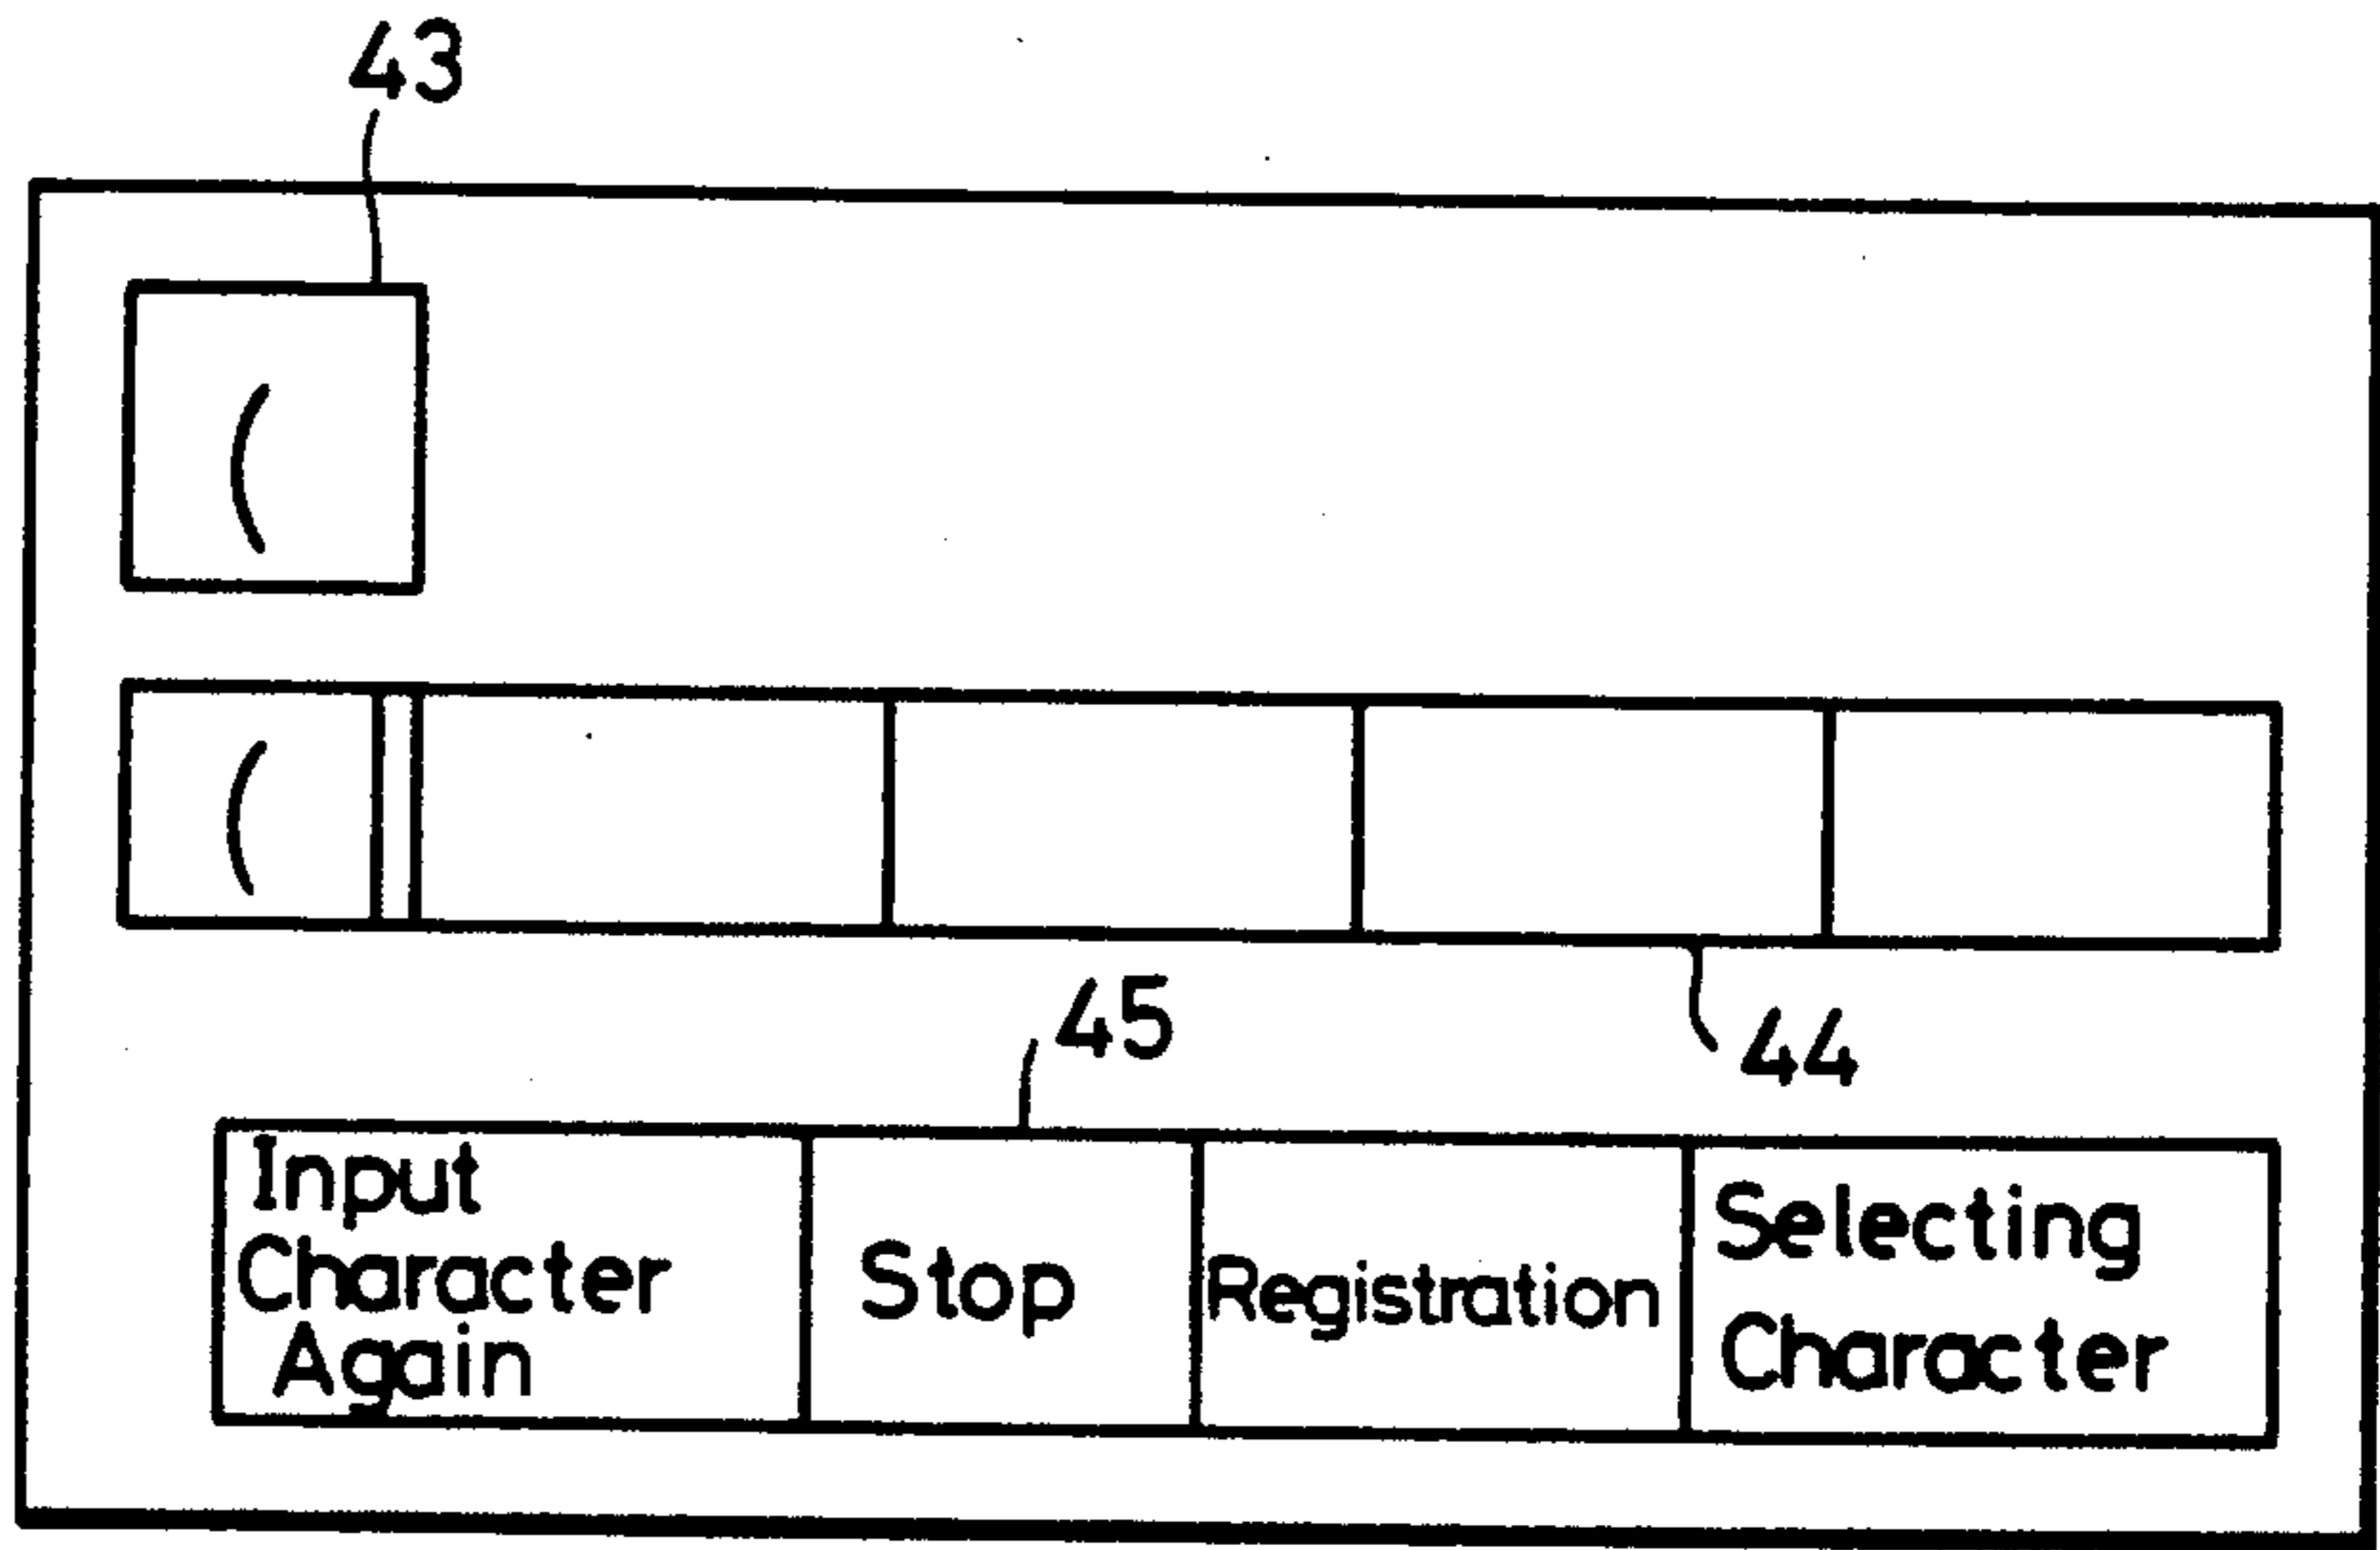 43
(
(
45
44
Input
Character
Again
Stop
Registration
Selecting
Character